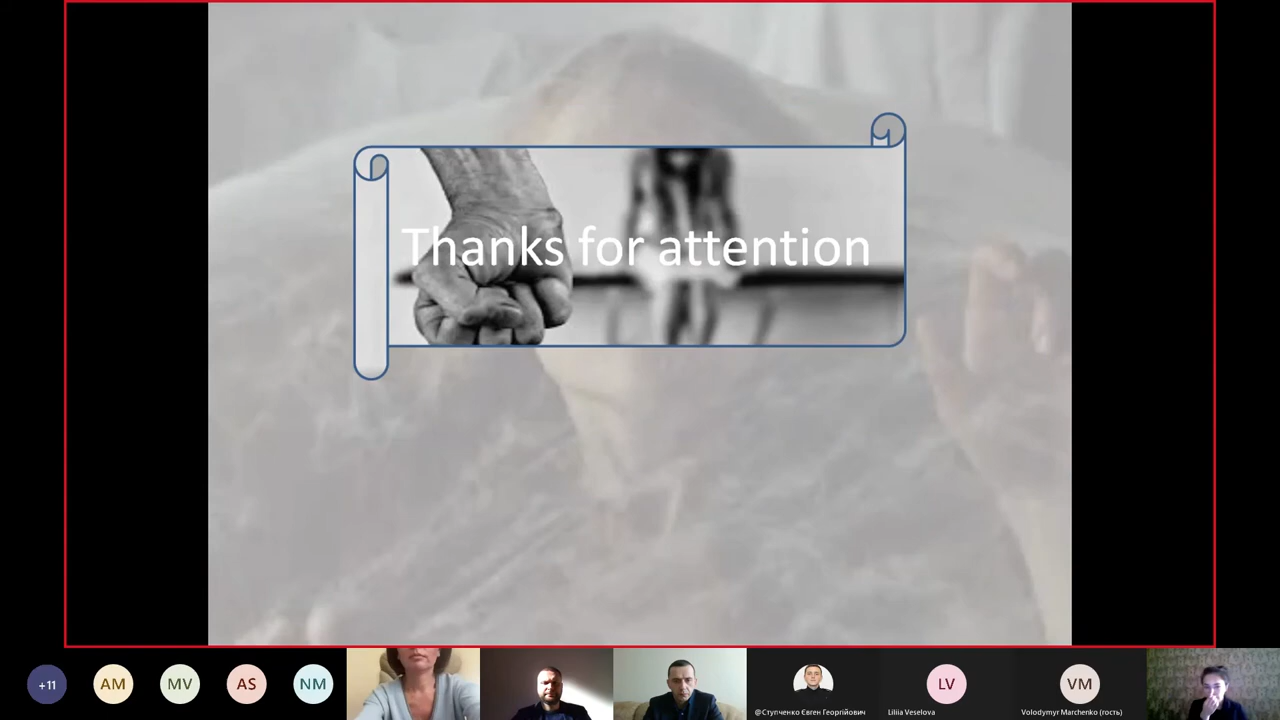 Thanks for attention
+11
AM
MV
AS
NM
@Ступченко Євген Георгійович
LV
Liliia Veselova
VM
Volodymyr Marchenko (гость)